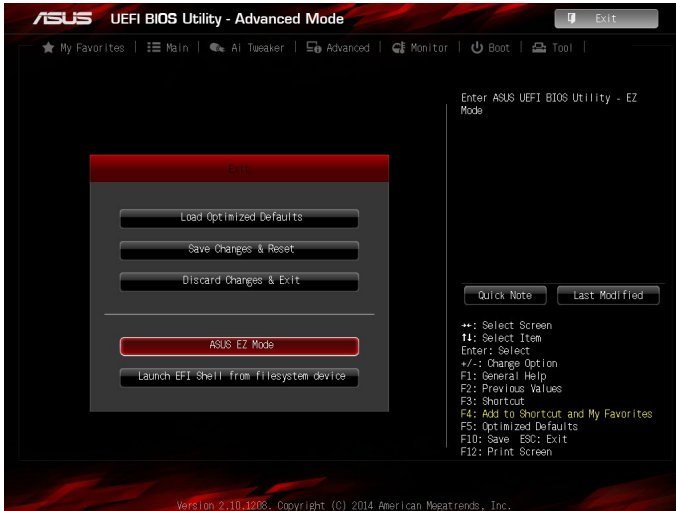 ASUS UEFI BIOS Utility - Advanced Mode
Exit
My Favorites | Main | Ai Tweaker | Advanced | Monitor | Boot | Tool |
Enter ASUS UEFI BIOS Utility - EZ
Mode
Exit
Load Optimized Defaults
Save Changes & Reset
Discard Changes & Exit
ASUS EZ Mode
Launch EFI Shell from filesystem device
Quick Note
Last Modified
→←: Select Screen
↑↓: Select Item
Enter: Select
+/-: Change Option
F1: General Help
F2: Previous Values
F3: Shortcut
F4: Add to Shortcut and My Favorites
F5: Optimized Defaults
F10: Save ESC: Exit
F12: Print Screen
Version 2.10.1208. Copyright (C) 2014 American Megatrends, Inc.